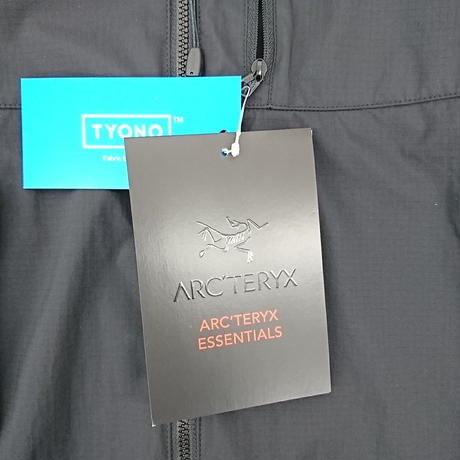 TYONO™
Fabric
ARC'TERYX
ARC'TERYX
ESSENTIALS